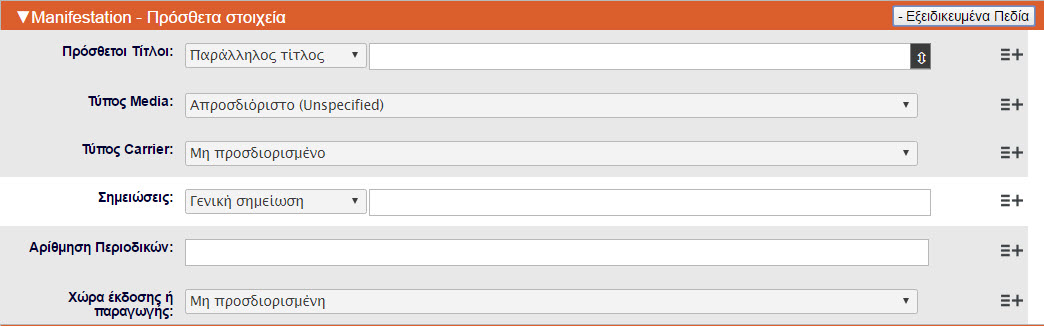 ▼Manifestation - Πρόσθετα στοιχεία
- Εξειδικευμένα Πεδία
Πρόσθετοι Τίτλοι: Παράλληλος τίτλος
Τύπος Media: Απροσδιόριστο (Unspecified)
Τύπος Carrier: Μη προσδιορισμένο
Σημειώσεις: Γενική σημείωση
Αρίθμηση Περιοδικών:
Χώρα έκδοσης ή
παραγωγής: Μη προσδιορισμένη